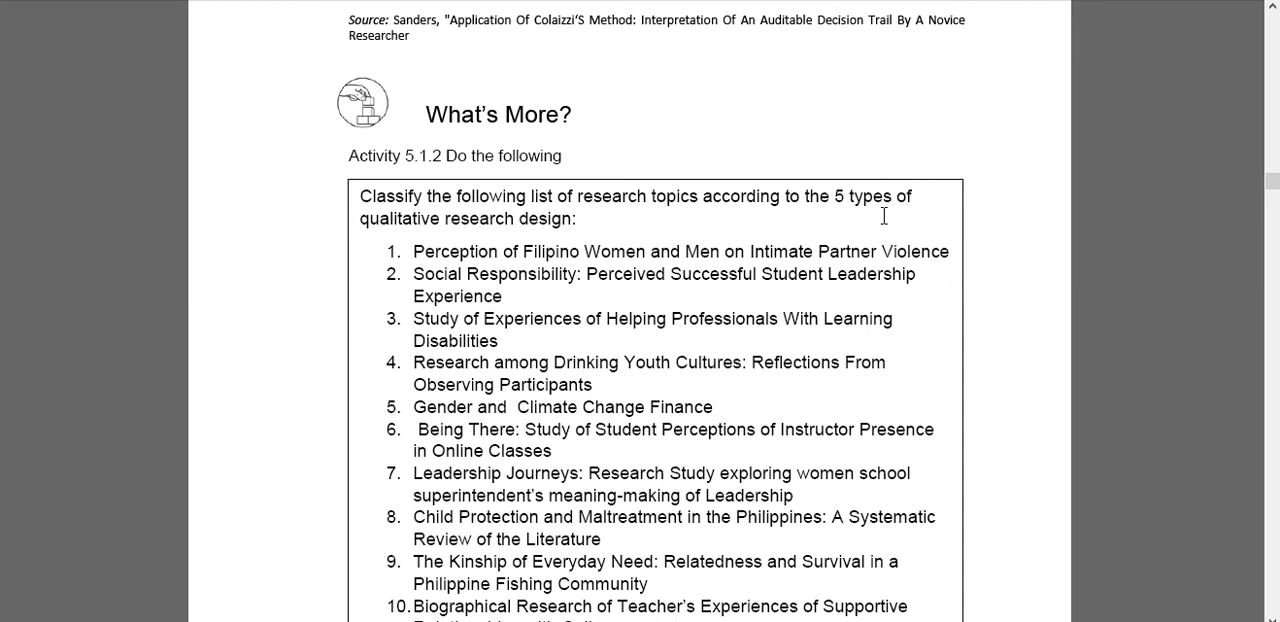 Source: Sanders, "Application Of Colaizzi‘S Method: Interpretation Of An Auditable Decision Trail By A Novice
Researcher
What’s More?
Activity 5.1.2 Do the following
Classify the following list of research topics according to the 5 types of
qualitative research design:
1. Perception of Filipino Women and Men on Intimate Partner Violence
2. Social Responsibility: Perceived Successful Student Leadership
Experience
3. Study of Experiences of Helping Professionals With Learning
Disabilities
4. Research among Drinking Youth Cultures: Reflections From
Observing Participants
5. Gender and Climate Change Finance
6. Being There: Study of Student Perceptions of Instructor Presence
in Online Classes
7. Leadership Journeys: Research Study exploring women school
superintendent’s meaning-making of Leadership
8. Child Protection and Maltreatment in the Philippines: A Systematic
Review of the Literature
9. The Kinship of Everyday Need: Relatedness and Survival in a
Philippine Fishing Community
10. Biographical Research of Teacher’s Experiences of Supportive